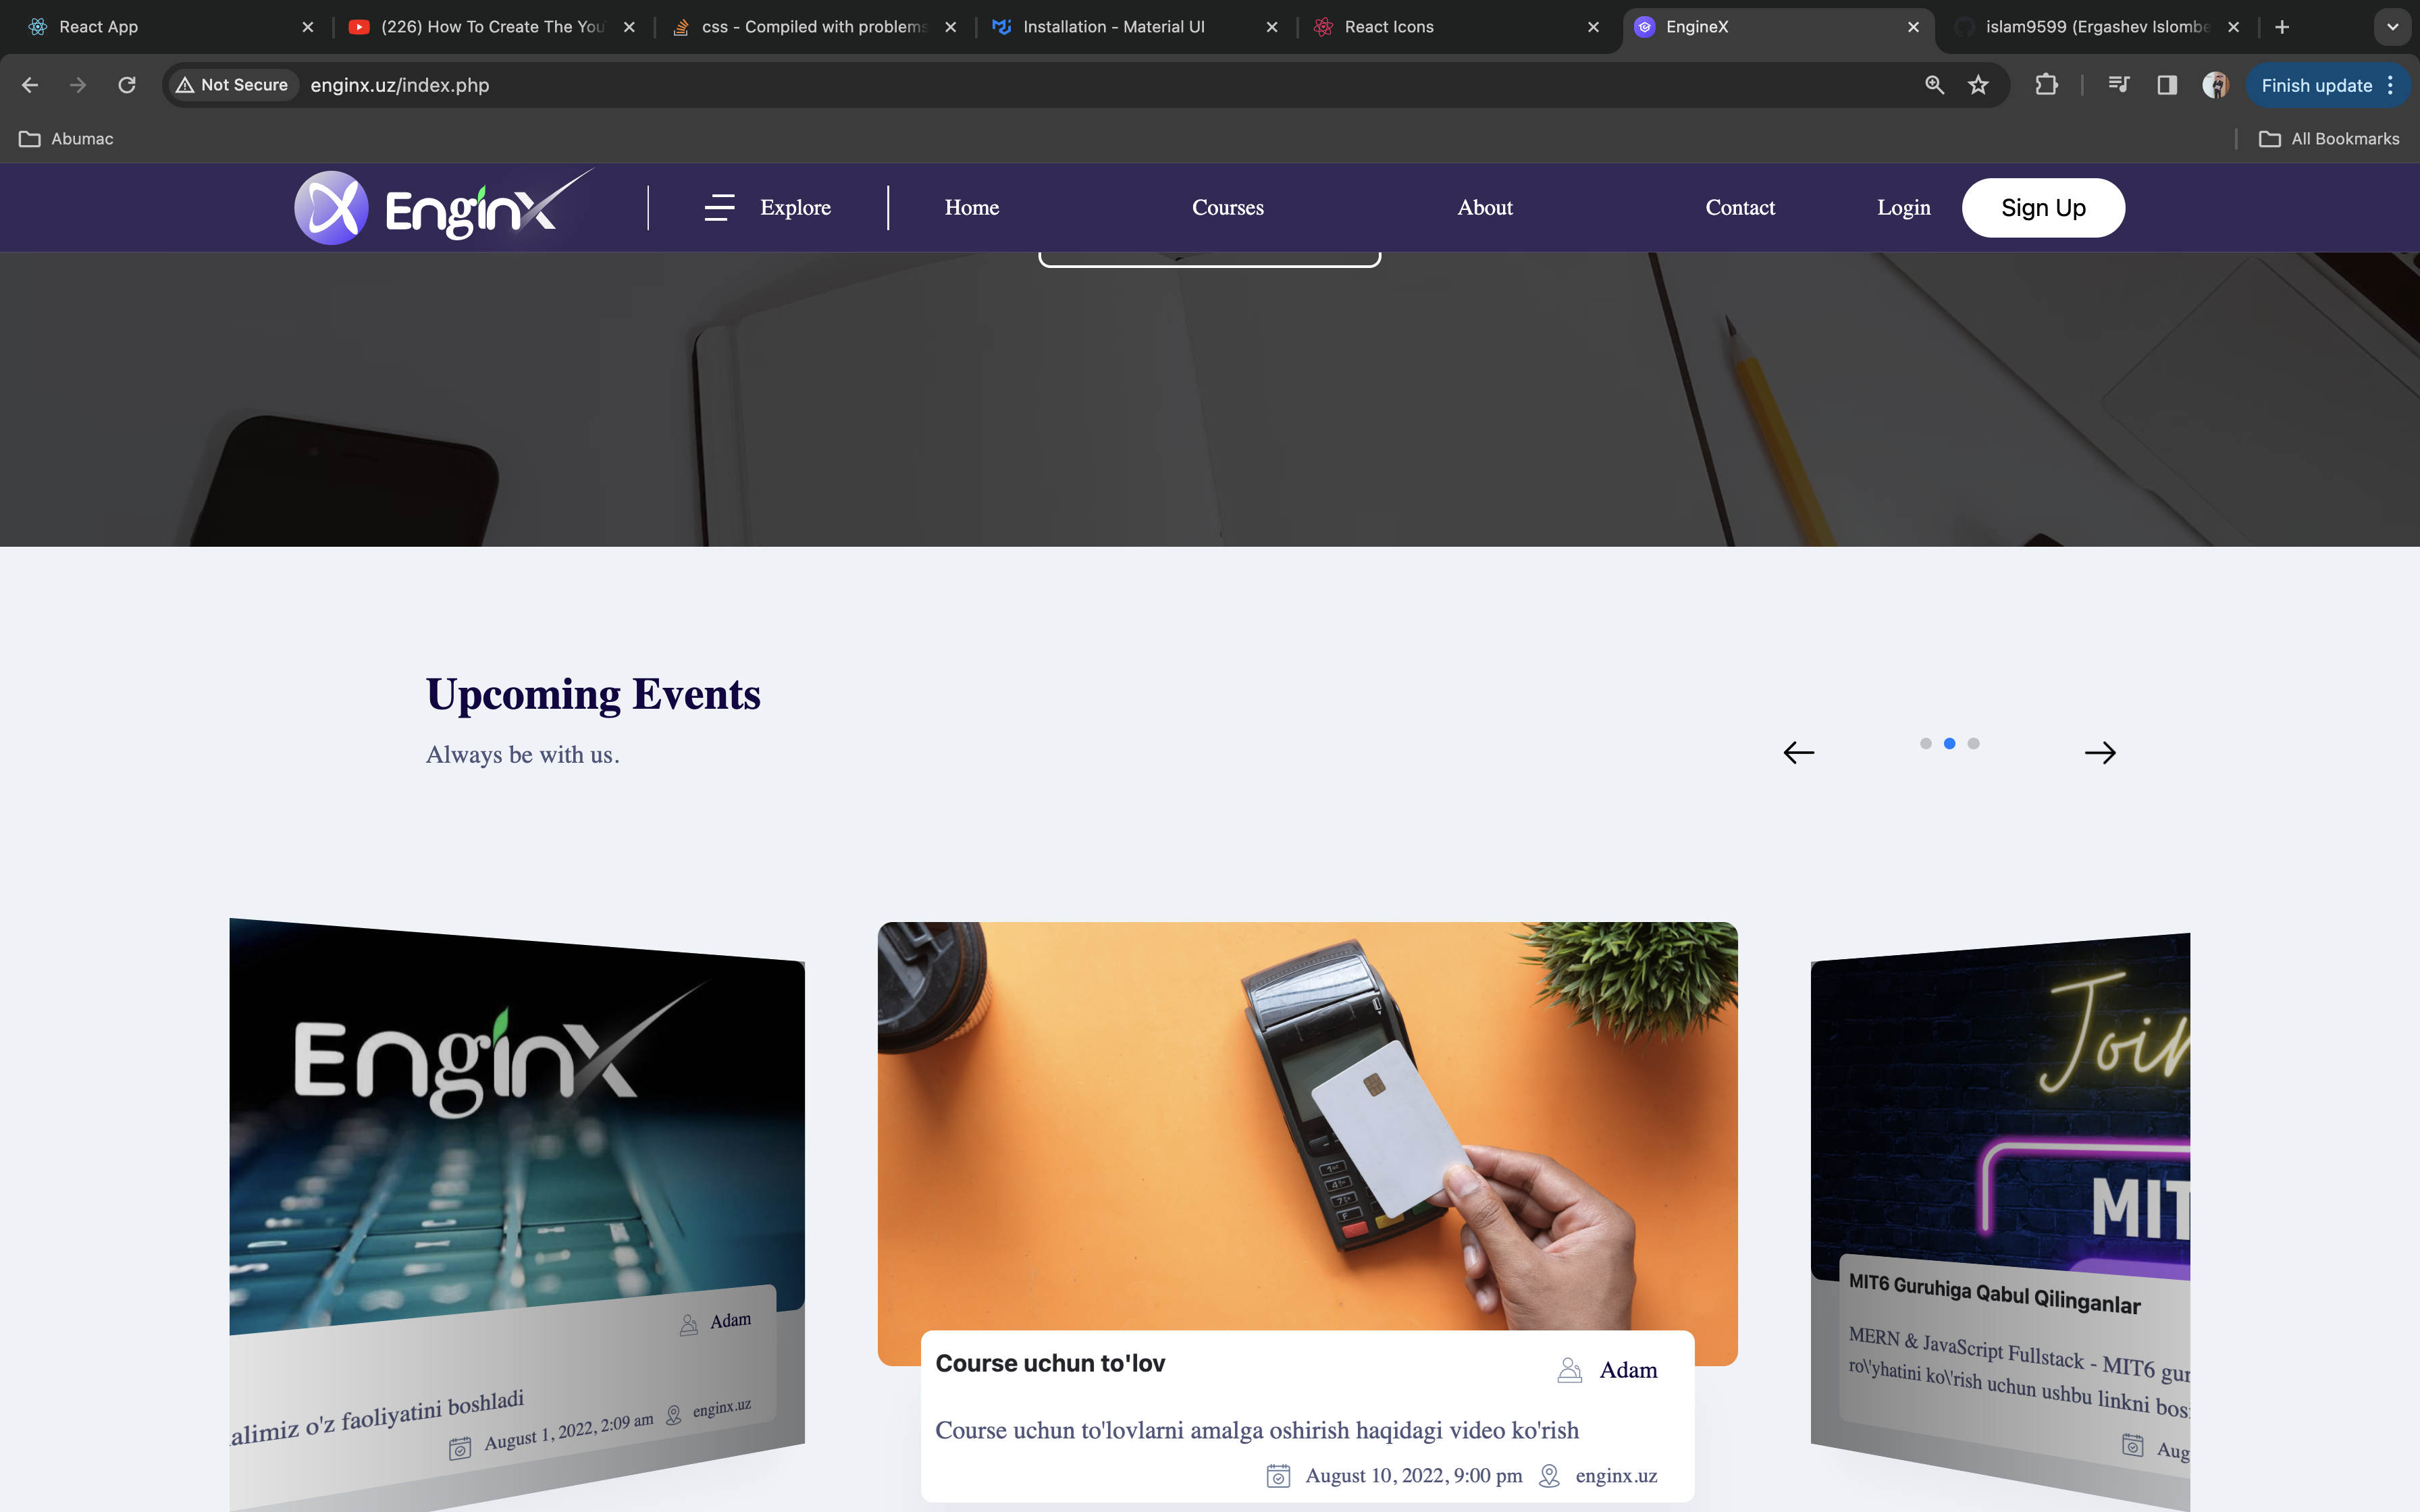 React App
(226) How To Create The You
css - Compiled with problems
Installation - Material UI
React Icons
EngineX
islam9599 (Ergashev Islombe
Not Secure
enginx.uz/index.php
Finish update
Abumac
All Bookmarks
EnginX
Explore
Home
Courses
About
Contact
Login
Sign Up
Upcoming Events
Always be with us.
EnginX
Adam
alimiz o'z faoliyatini boshladi
August 1, 2022, 2:09 am
enginx.uz
Course uchun to'lov
Adam
Course uchun to'lovlarni amalga oshirish haqidagi video ko'rish
August 10, 2022, 9:00 pm
enginx.uz
Join
MIT
MIT6 Guruhiga Qabul Qilinganlar
MERN & JavaScript Fullstack - MIT6 gur
ro\'yhatini ko\'rish uchun ushbu linkni bos
Aug